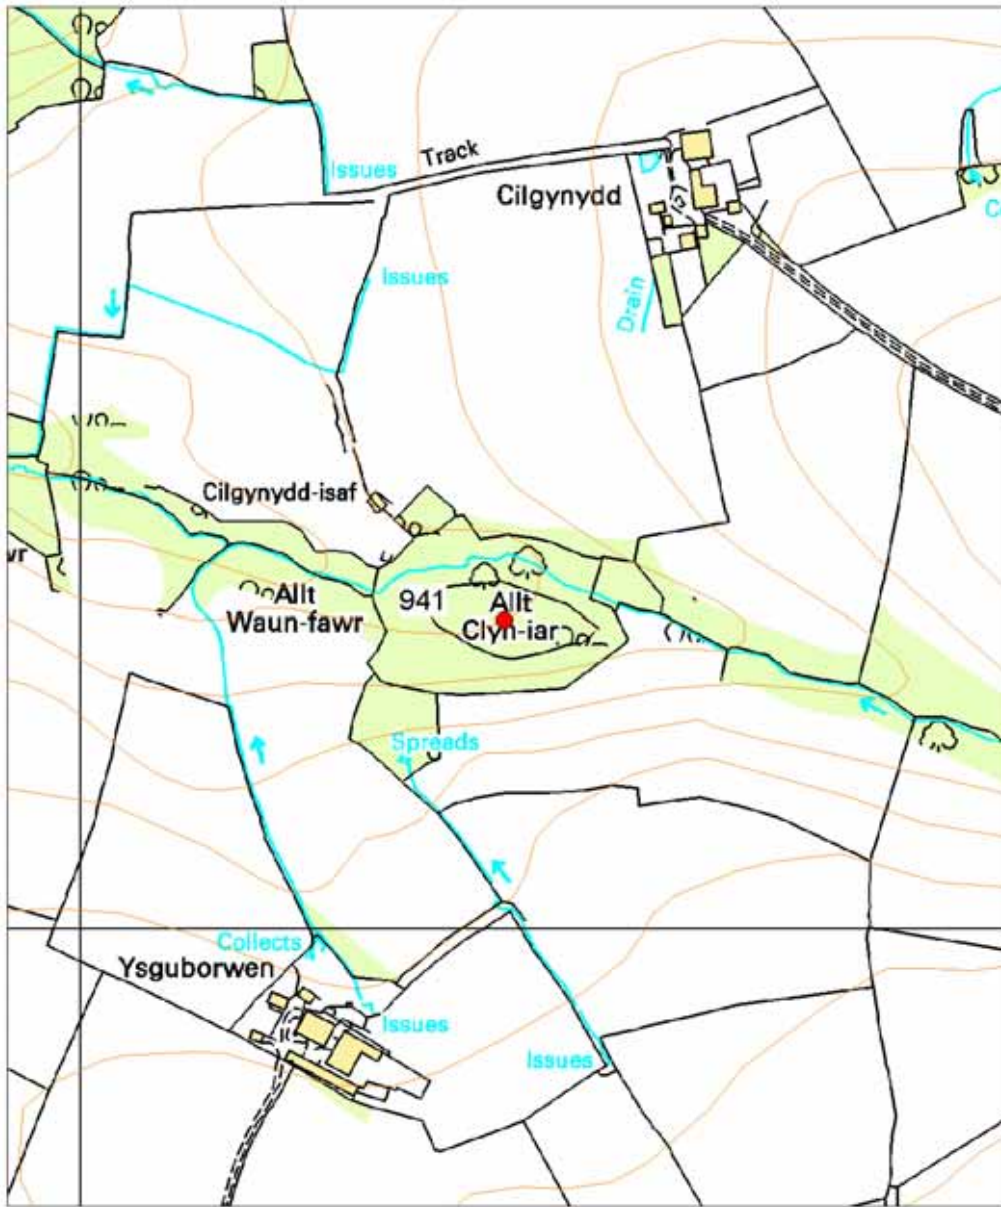 Issues
Track
Cilgynydd
Issues
Drain
Cilgynydd-isaf
Allt
Waun-fawr
941
Allt
Clyn-iar
Spreads
Collects
Ysguborwen
Issues
Issues